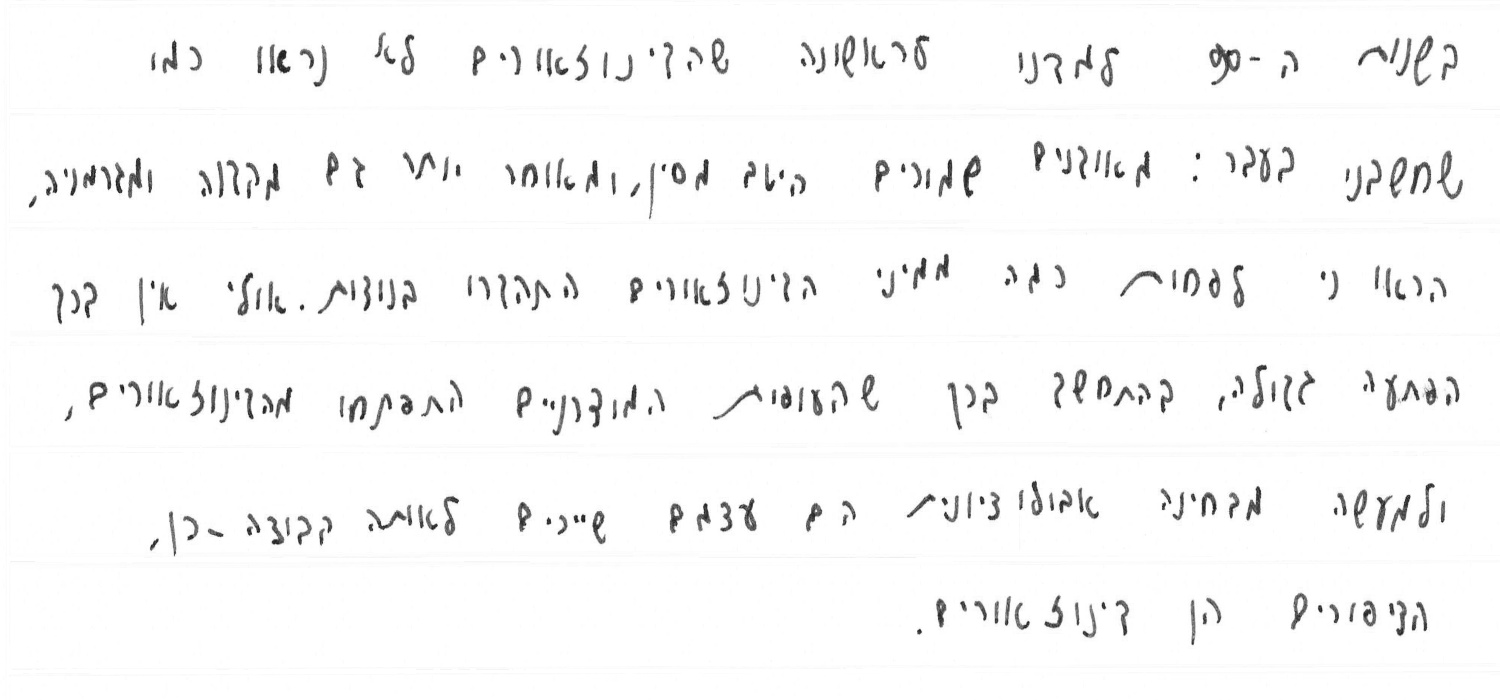 בשנות ה-90 למדנו לראשונה שהדינוזאורים לא נראו כמו
שחשבנו בעבר: מאובנים שמורים היטב מסין, ומאוחר יותר גם מקנדה ומגרמניה,
הראו כי לפחות כמה ממיני הדינוזאורים התהדרו בנוצות. אולי אין בכך
הפתעה גדולה, בהתחשב בכך שהעופות המודרניים התפתחו מהדינוזאורים,
ולמעשה מבחינה אבולוציונית הם עצמם שייכים לאותה קבוצה - כן,
הציפורים הן דינוזאורים.